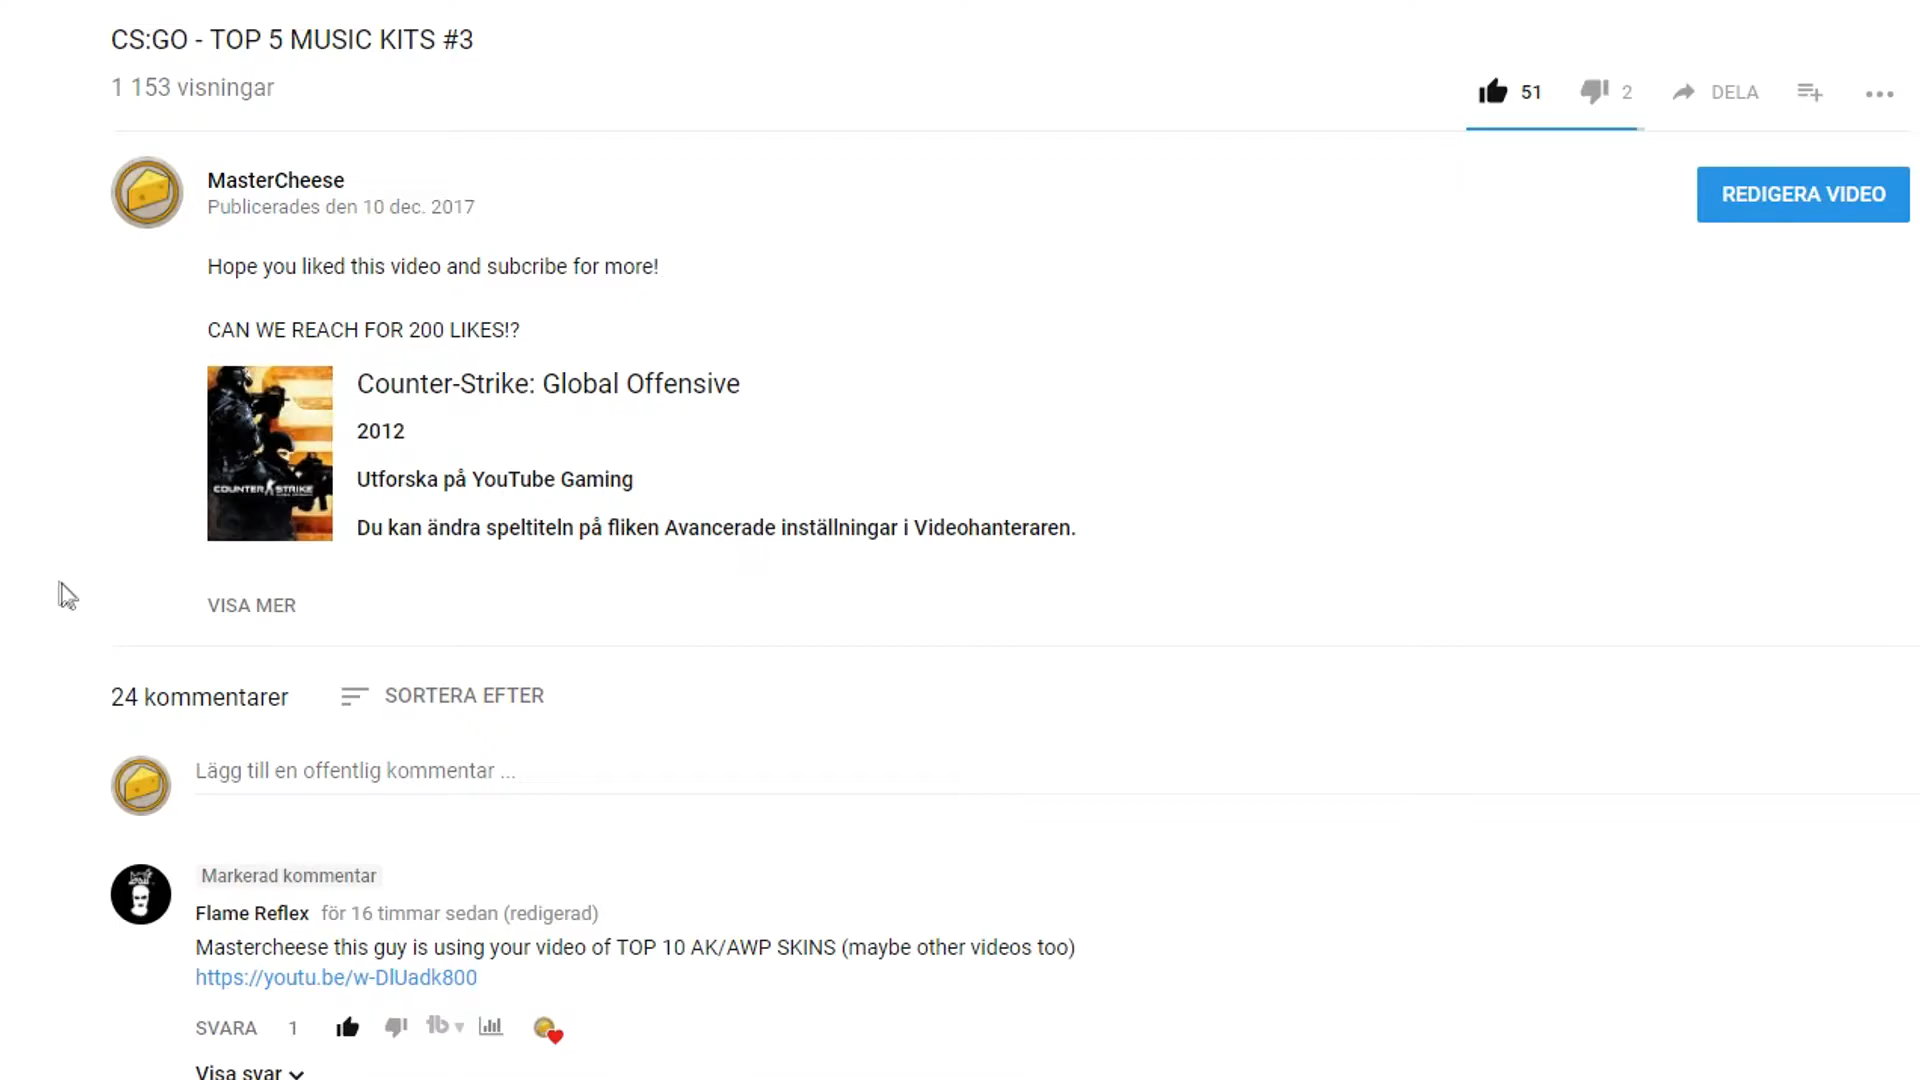 CS:GO - TOP 5 MUSIC KITS #3
1 153 visningar
51
2
DELA
MasterCheese
Publicerades den 10 dec. 2017
REDIGERA VIDEO
Hope you liked this video and subcribe for more!
CAN WE REACH FOR 200 LIKES!?
COUNTER STRIKE
Counter-Strike: Global Offensive
2012
Utforska på YouTube Gaming
Du kan ändra speltiteln på fliken Avancerade inställningar i Videohanteraren.
VISA MER
24 kommentarer
SORTERA EFTER
Lägg till en offentlig kommentar ...
Markerad kommentar
Flame Reflex för 16 timmar sedan (redigerad)
Mastercheese this guy is using your video of TOP 10 AK/AWP SKINS (maybe other videos too)
https://youtu.be/w-DlUadk800
SVARA 1
Visa svar